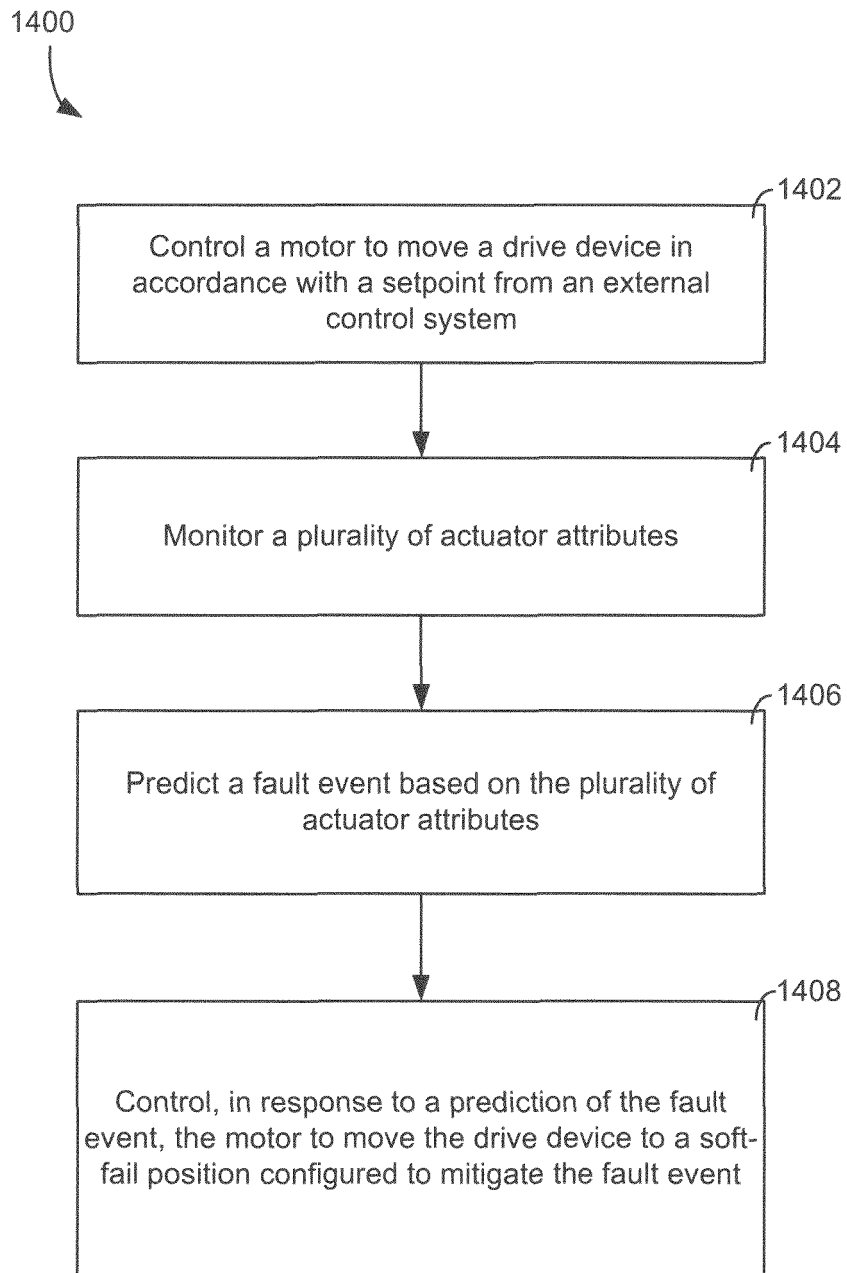 1400
1402
Control a motor to move a drive device in
accordance with a setpoint from an external
control system
1404
Monitor a plurality of actuator attributes
1406
Predict a fault event based on the plurality of
actuator attributes
1408
Control, in response to a prediction of the fault
event, the motor to move the drive device to a soft-
fail position configured to mitigate the fault event